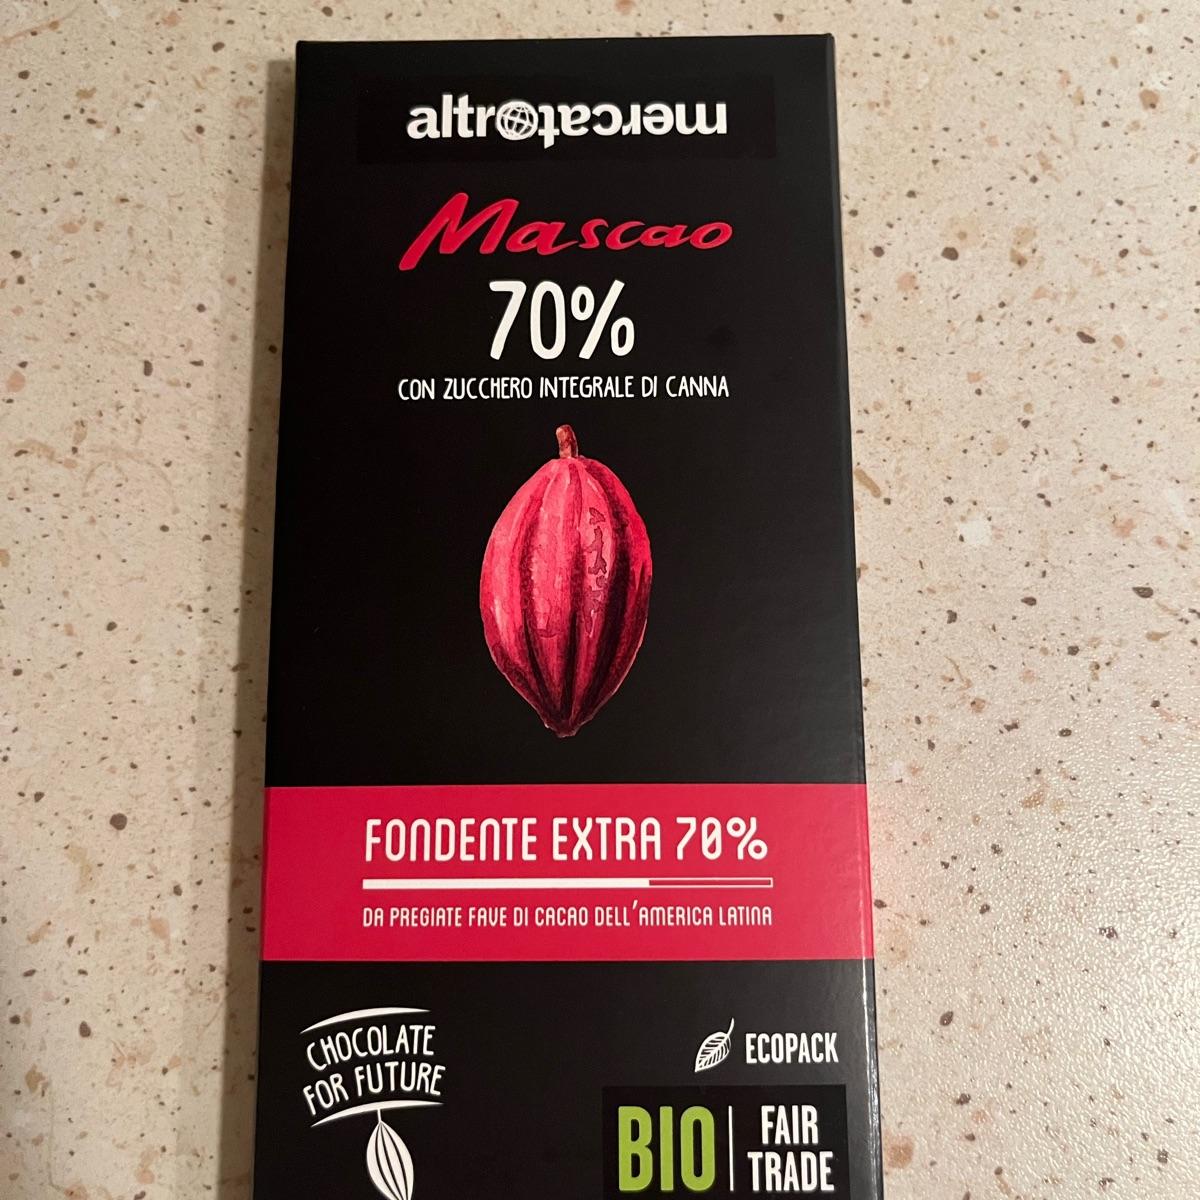 altromercato
Mascao
70%
CON ZUCCHERO INTEGRALE DI CANNA
FONDENTE EXTRA 70%
DA PREGIATE FAVE DI CACAO DELL'AMERICA LATINA
CHOCOLATE
FOR FUTURE
ECOPACK
BIO | FAIR
TRADE